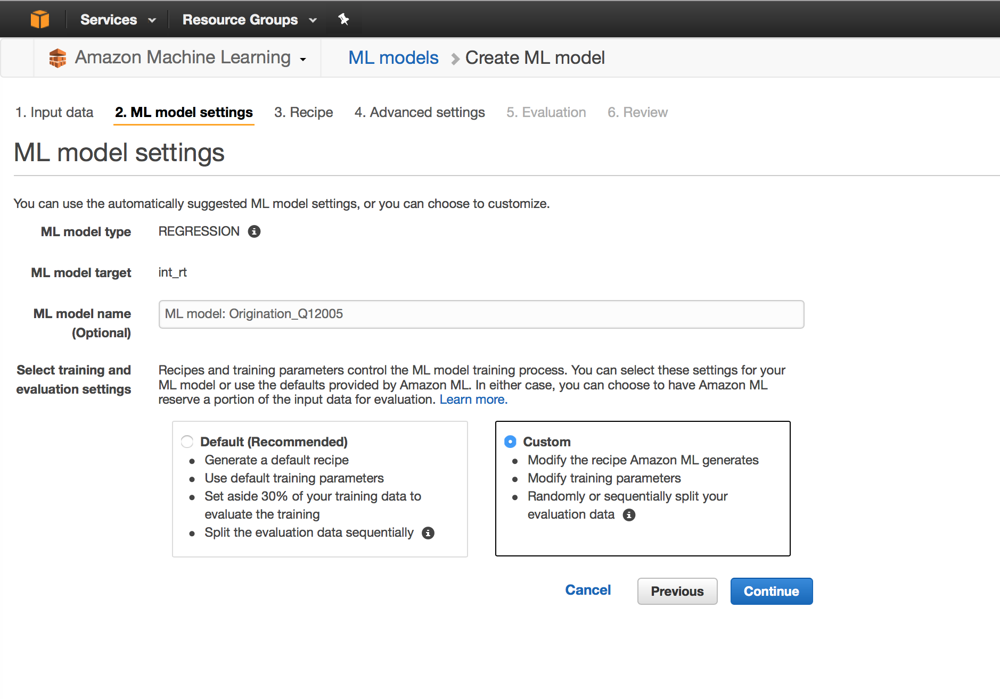 Services
Resource Groups
Amazon Machine Learning
ML models
Create ML model
1. Input data
2. ML model settings
3. Recipe
4. Advanced settings
5. Evaluation
6. Review
ML model settings
You can use the automatically suggested ML model settings, or you can choose to customize.
ML model type
REGRESSION
ML model target
int_rt
ML model name
(Optional)
ML model: Origination_Q12005
Select training and
evaluation settings
Recipes and training parameters control the ML model training process. You can select these settings for your
ML model or use the defaults provided by Amazon ML. In either case, you can choose to have Amazon ML
reserve a portion of the input data for evaluation. Learn more.
Default (Recommended)
Generate a default recipe
Use default training parameters
Set aside 30% of your training data to
evaluate the training
Split the evaluation data sequentially
Custom
Modify the recipe Amazon ML generates
Modify training parameters
Randomly or sequentially split your
evaluation data
Cancel
Previous
Continue